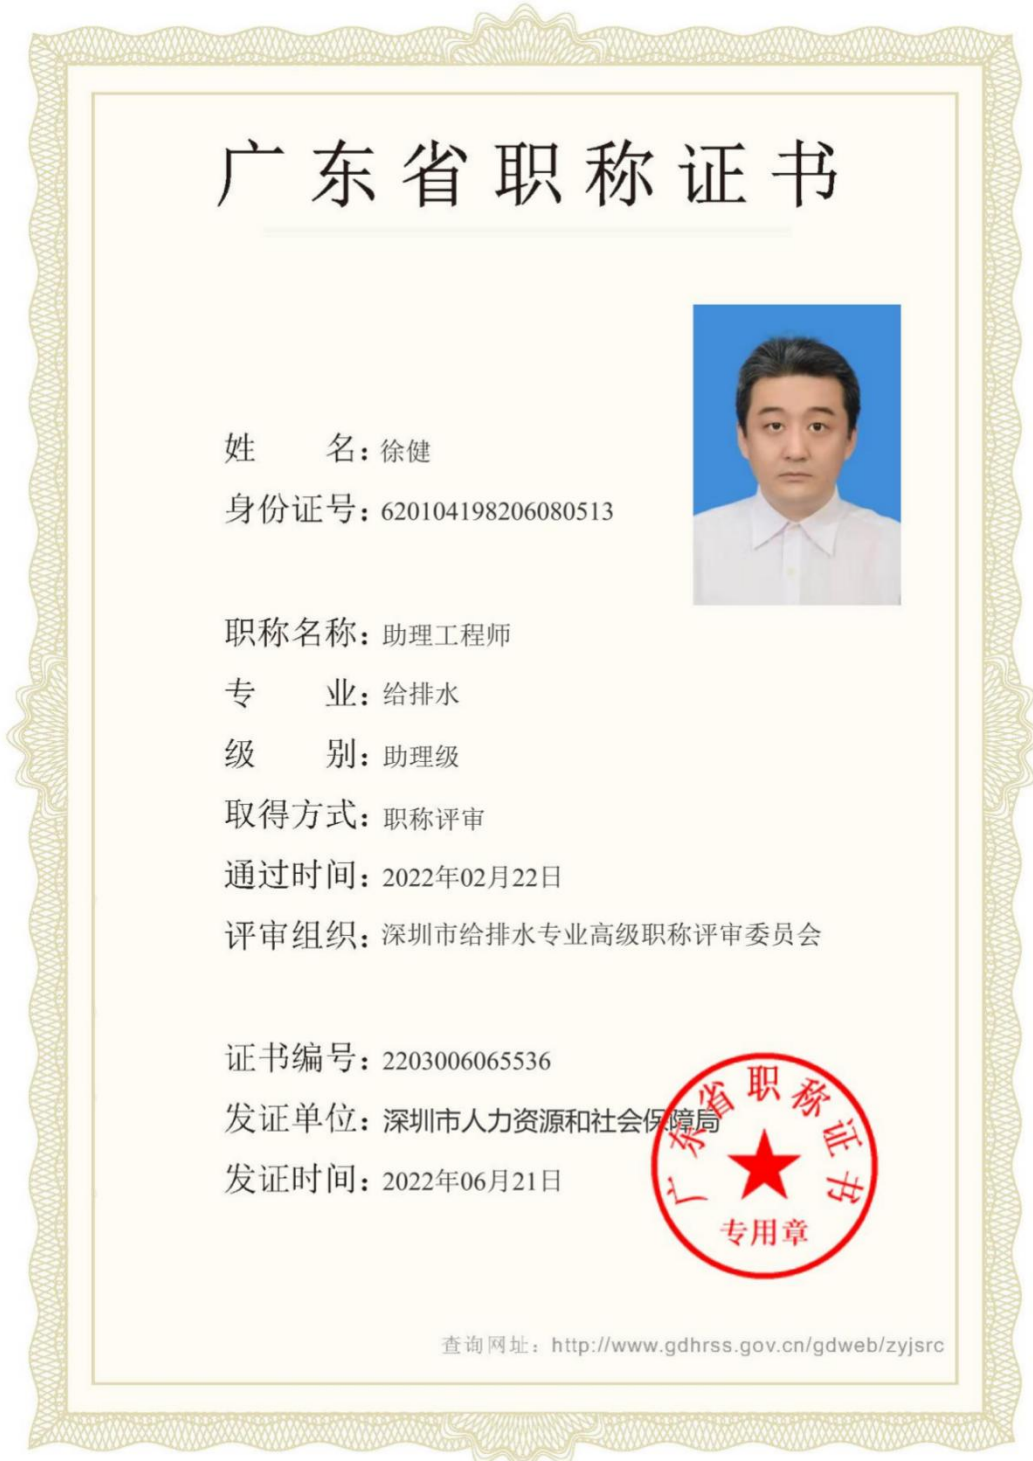 广东省职称证书
姓名：徐健
身份证号：620104198206080513
职称名称：助理工程师
专业：给排水
级别：助理级
取得方式：职称评审
通过时间：2022年02月22日
评审组织：深圳市给排水专业高级职称评审委员会
证书编号：2203006065536
发证单位：深圳市人力资源和社会保障局
发证时间：2022年06月21日
广东省职称证书
专用章
查询网址：http://www.gdhrss.gov.cn/gdweb/zyjsrc